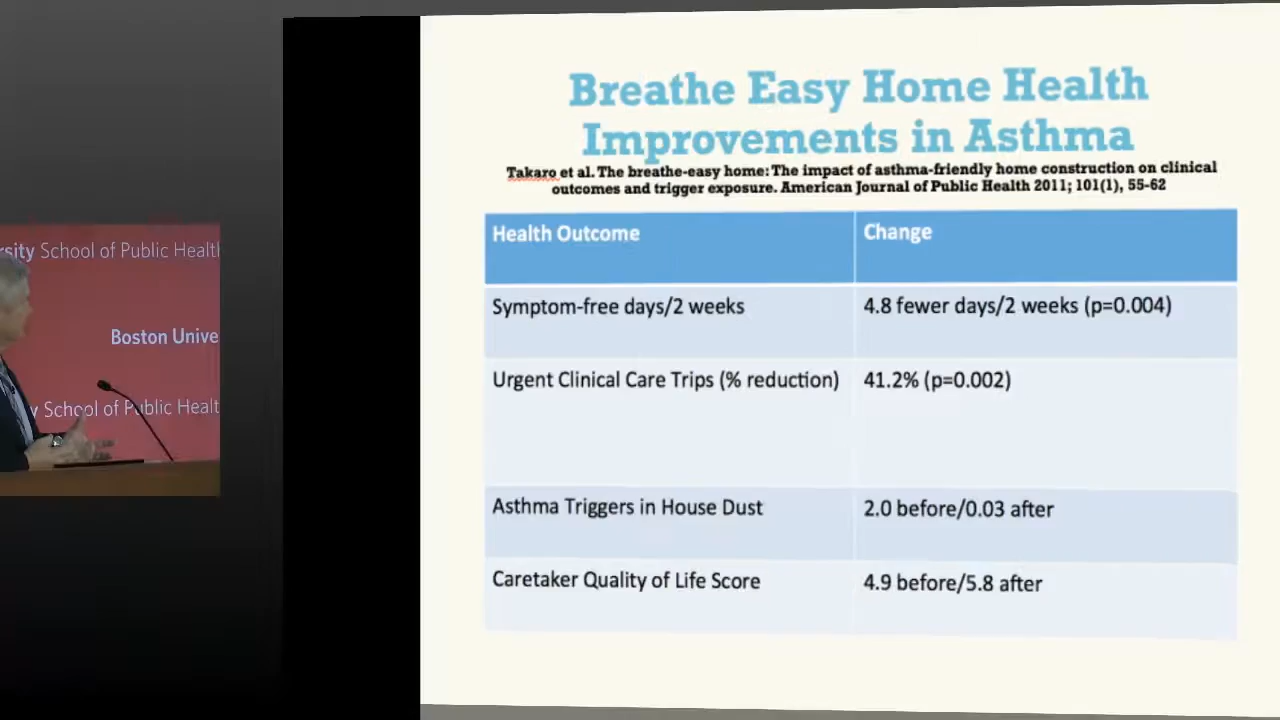 Breathe Easy Home Health
Improvements in Asthma
Takaro et al. The breathe-easy home: The impact of asthma-friendly home construction on clinical
outcomes and trigger exposure. American Journal of Public Health 2011; 101(1), 55-62
Health Outcome Change
Symptom-free days/2 weeks 4.8 fewer days/2 weeks (p=0.004)
Urgent Clinical Care Trips (% reduction) 41.2% (p=0.002)
Asthma Triggers in House Dust 2.0 before/0.03 after
Caretaker Quality of Life Score 4.9 before/5.8 after
rsity School of Public Health
Boston Unive
y School of Public Healt